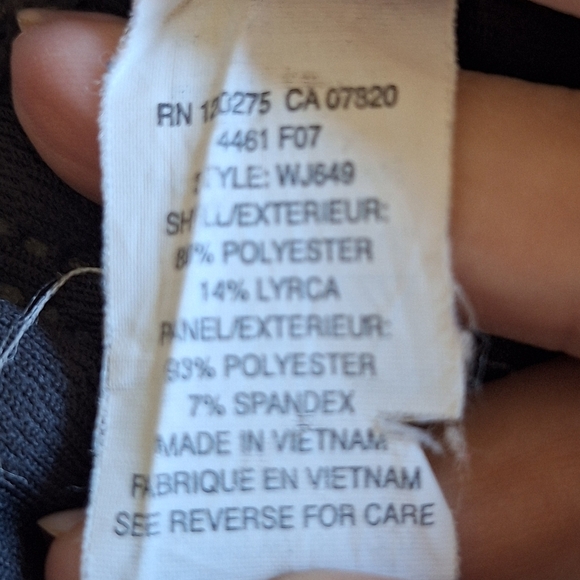 CA 07820
4461 F07
STYLE: WJ649
SHELL/EXTERIEUR:
POLYESTER
14% LYRCA
PANEL/EXTERIEUR:
93% POLYESTER
7% SPANDEX
MADE IN VIETNAM
FABRIQUE EN VIETNAM
SEE REVERSE FOR CARE